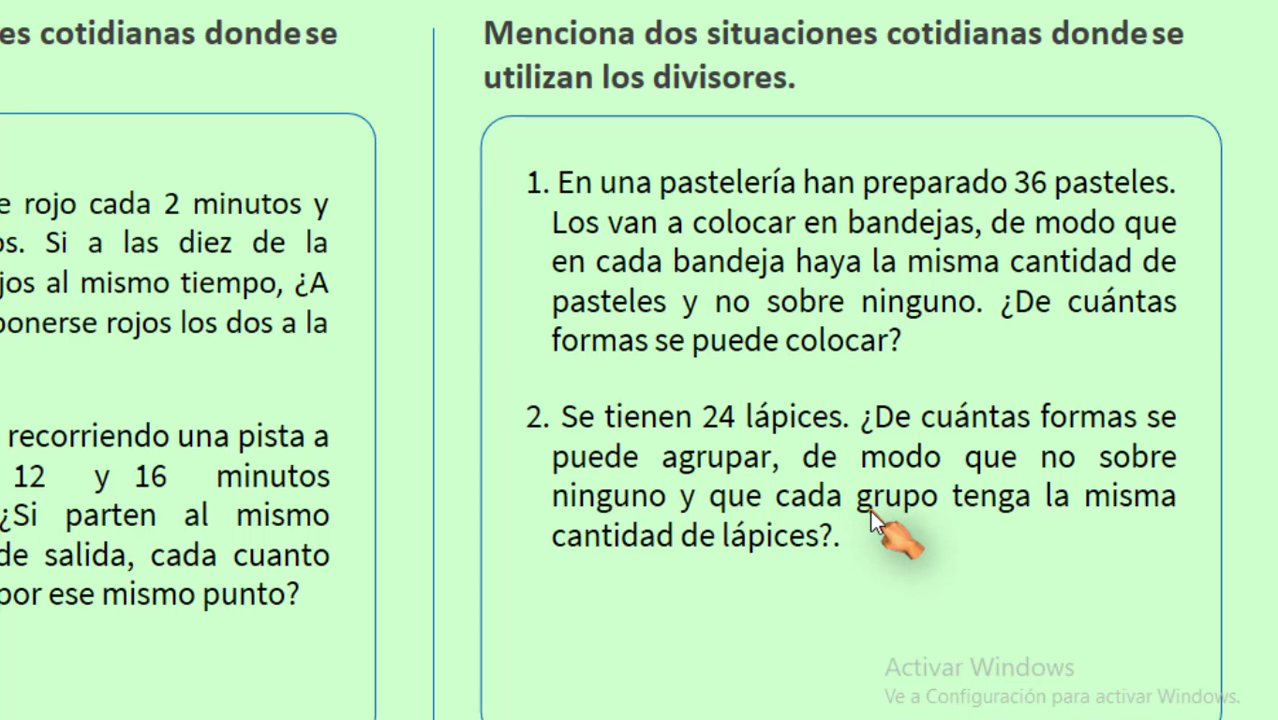 es cotidianas donde se
e rojo cada 2 minutos y
os. Si a las diez de la
jos al mismo tiempo, ¿A
ponerse rojos los dos a la
recorriendo una pista a
12 y 16 minutos
¿Si parten al mismo
de salida, cada cuanto
por ese mismo punto?
Menciona dos situaciones cotidianas donde se
utilizan los divisores.
1. En una pastelería han preparado 36 pasteles.
Los van a colocar en bandejas, de modo que
en cada bandeja haya la misma cantidad de
pasteles y no sobre ninguno. ¿De cuántas
formas se puede colocar?
2. Se tienen 24 lápices. ¿De cuántas formas se
puede agrupar, de modo que no sobre
ninguno y que cada grupo tenga la misma
cantidad de lápices?.
Activar Windows
Ve a Configuración para activar Windows.